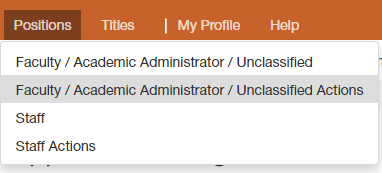 Positions Titles | My Profile Help
Faculty / Academic Administrator / Unclassified
Faculty / Academic Administrator / Unclassified Actions
Staff
Staff Actions